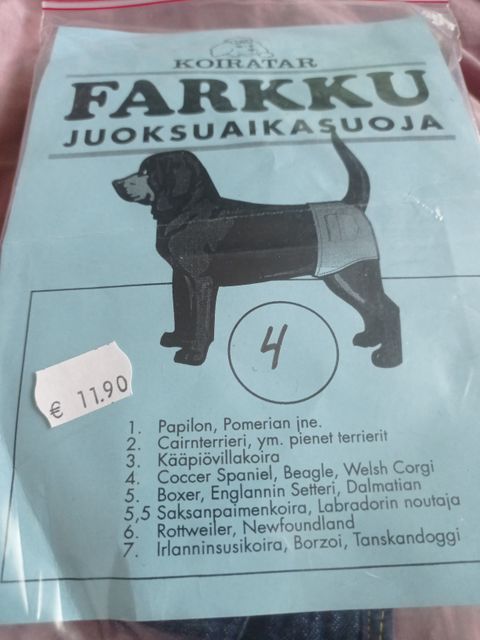 KOIRATAR
FARKKU
JUOKSUAIKASUOJA
4
€ 11.90
1. Papilon, Pomerian jne.
2. Cairnterrieri, ym. pienet terrierit
3. Kääpiövillakoira
4. Coccer Spaniel, Beagle, Welsh Corgi
5. Boxer, Englannin Setteri, Dalmatian
5,5 Saksanpaimenkoira, Labradorin noutaja
6. Rottweiler, Newfoundland
7. Irlanninsusikoira, Borzoi, Tanskandoggi